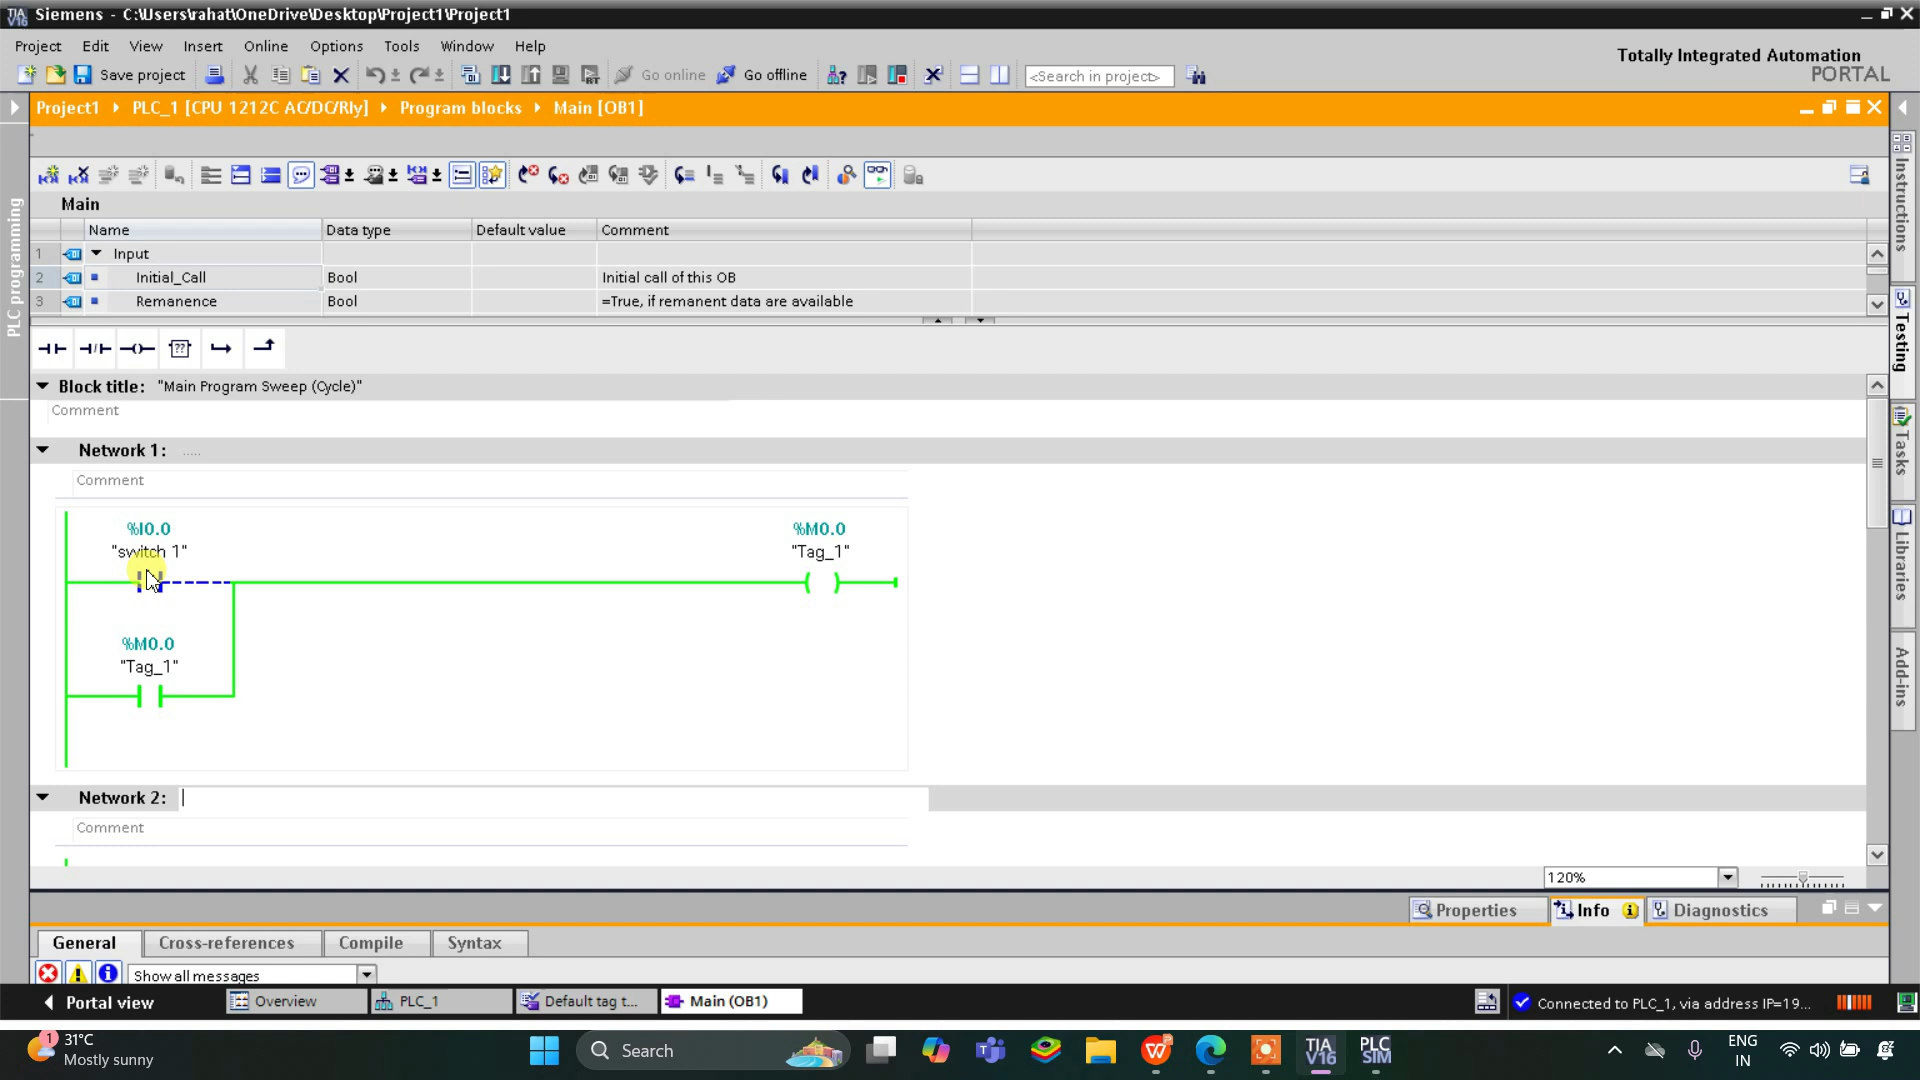 TIA V16 Siemens - C:\Users\rahat\OneDrive\Desktop\Project1\Project1
Project Edit View Insert Online Options Tools Window Help
Totally Integrated Automation
PORTAL
Save project Go online Go offline <Search in project>
Project1 PLC_1 [CPU 1212C AC/DC/Rly] Program blocks Main [OB1]
Main
Name Data type Default value Comment
1 Input
2 Initial_Call Bool Initial call of this OB
3 Remanence Bool =True, if remanent data are available
??
Block title: "Main Program Sweep (Cycle)"
Comment
Network 1: .....
Comment
%I0.0
"switch 1"
%M0.0
"Tag_1"
%M0.0
"Tag_1"
Network 2:
Comment
120%
Properties Info Diagnostics
General Cross-references Compile Syntax
Show all messages
Portal view Overview PLC_1 Default tag t... Main (OB1) Connected to PLC_1, via address IP=19...
PLC programming
Instructions
Testing
Tasks
Libraries
Add-ins
1
31°C
Mostly sunny
Search
TIA V16
PLC SIM
ENG
IN